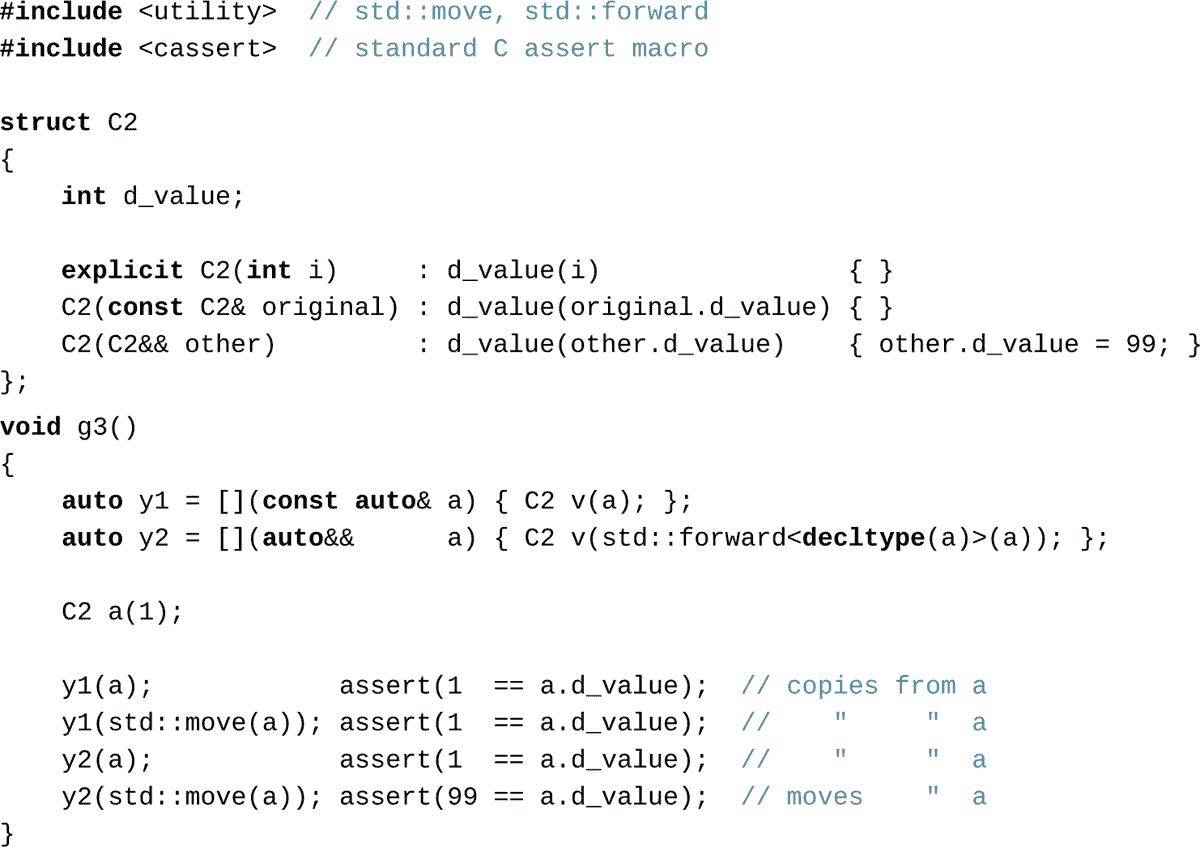 #include <utility>  // std::move, std::forward
#include <cassert>  // standard C assert macro

struct C2
{
    int d_value;

    explicit C2(int i)     : d_value(i)                { }
    C2(const C2& original) : d_value(original.d_value) { }
    C2(C2&& other)         : d_value(other.d_value)    { other.d_value = 99; }
};
void g3()
{
    auto y1 = [](const auto& a) { C2 v(a); };
    auto y2 = [](auto&&      a) { C2 v(std::forward<decltype(a)>(a)); };

    C2 a(1);

    y1(a);            assert(1  == a.d_value);  // copies from a
    y1(std::move(a)); assert(1  == a.d_value);  //    "     "  a
    y2(a);            assert(1  == a.d_value);  //    "     "  a
    y2(std::move(a)); assert(99 == a.d_value);  // moves    "  a
}